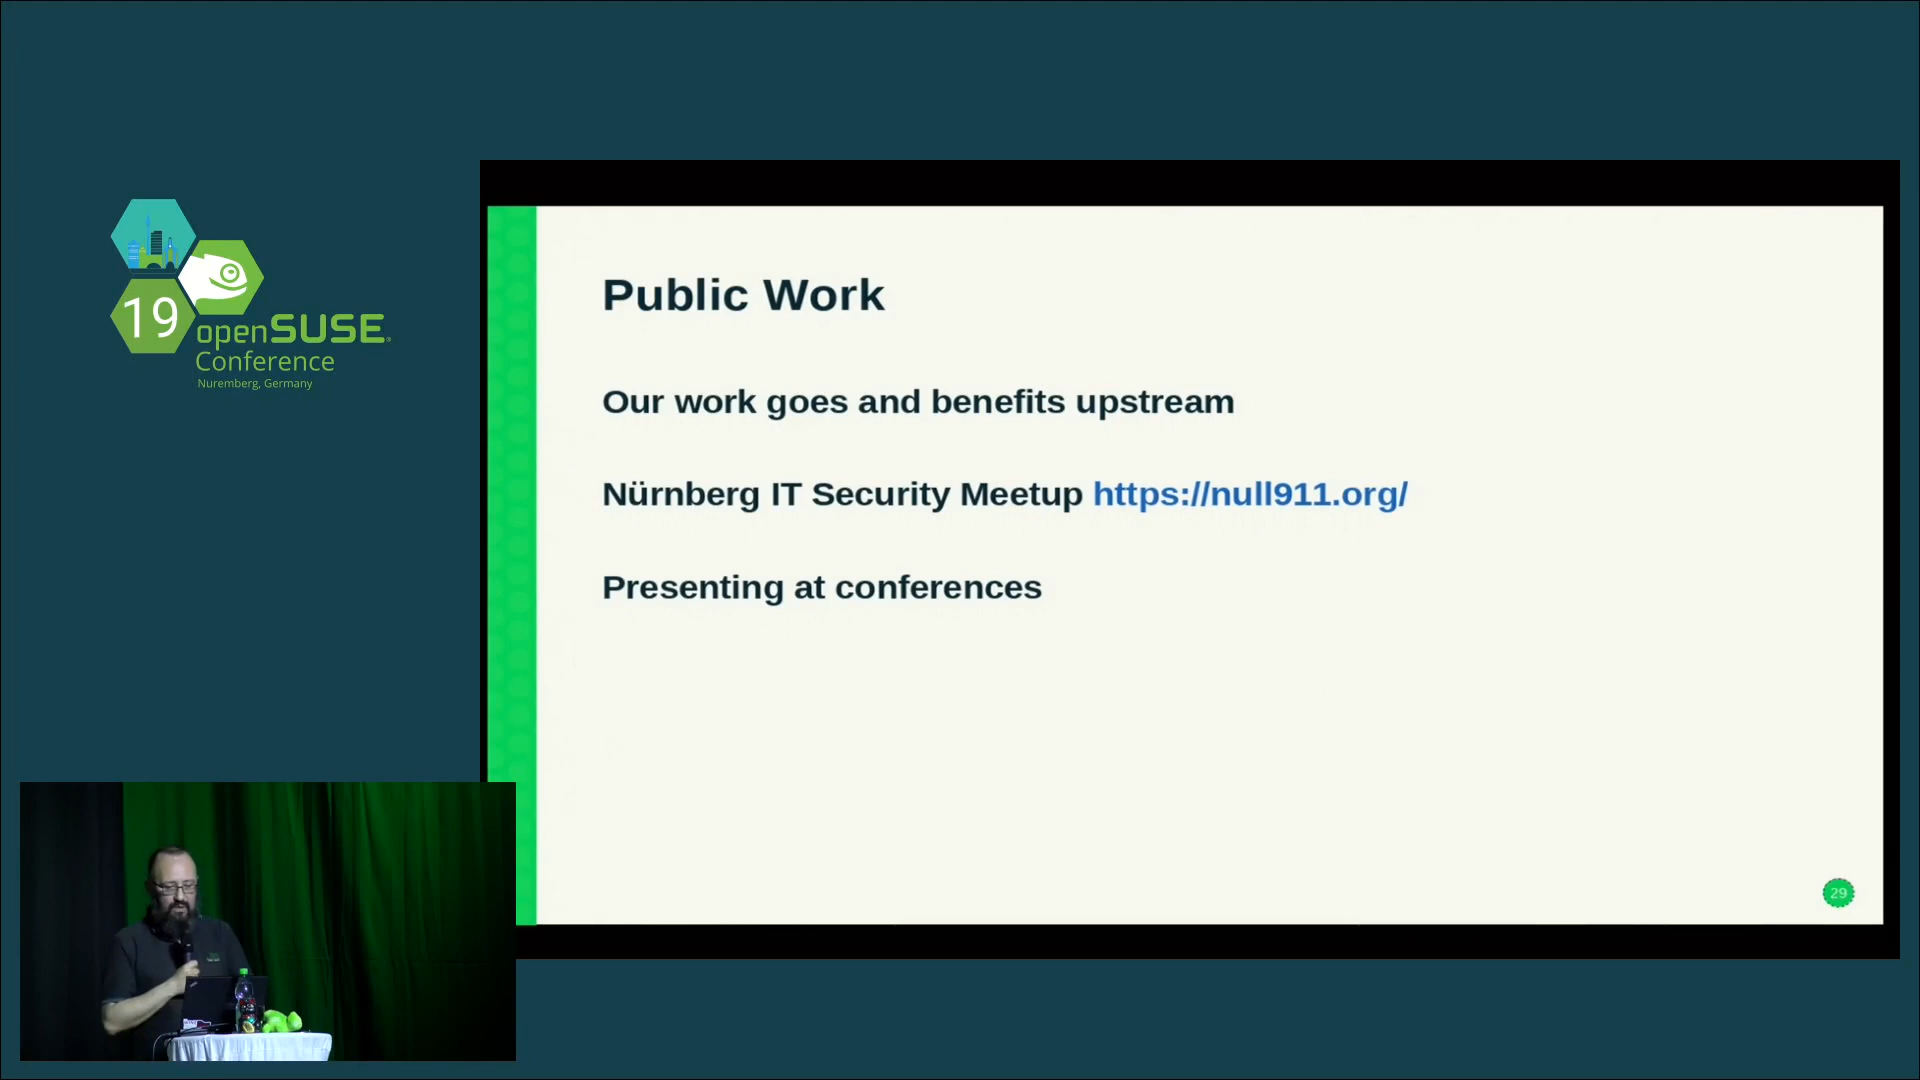 19
openSUSE
Conference
Nuremberg, Germany
Public Work
Our work goes and benefits upstream
Nürnberg IT Security Meetup https://null911.org/
Presenting at conferences
29